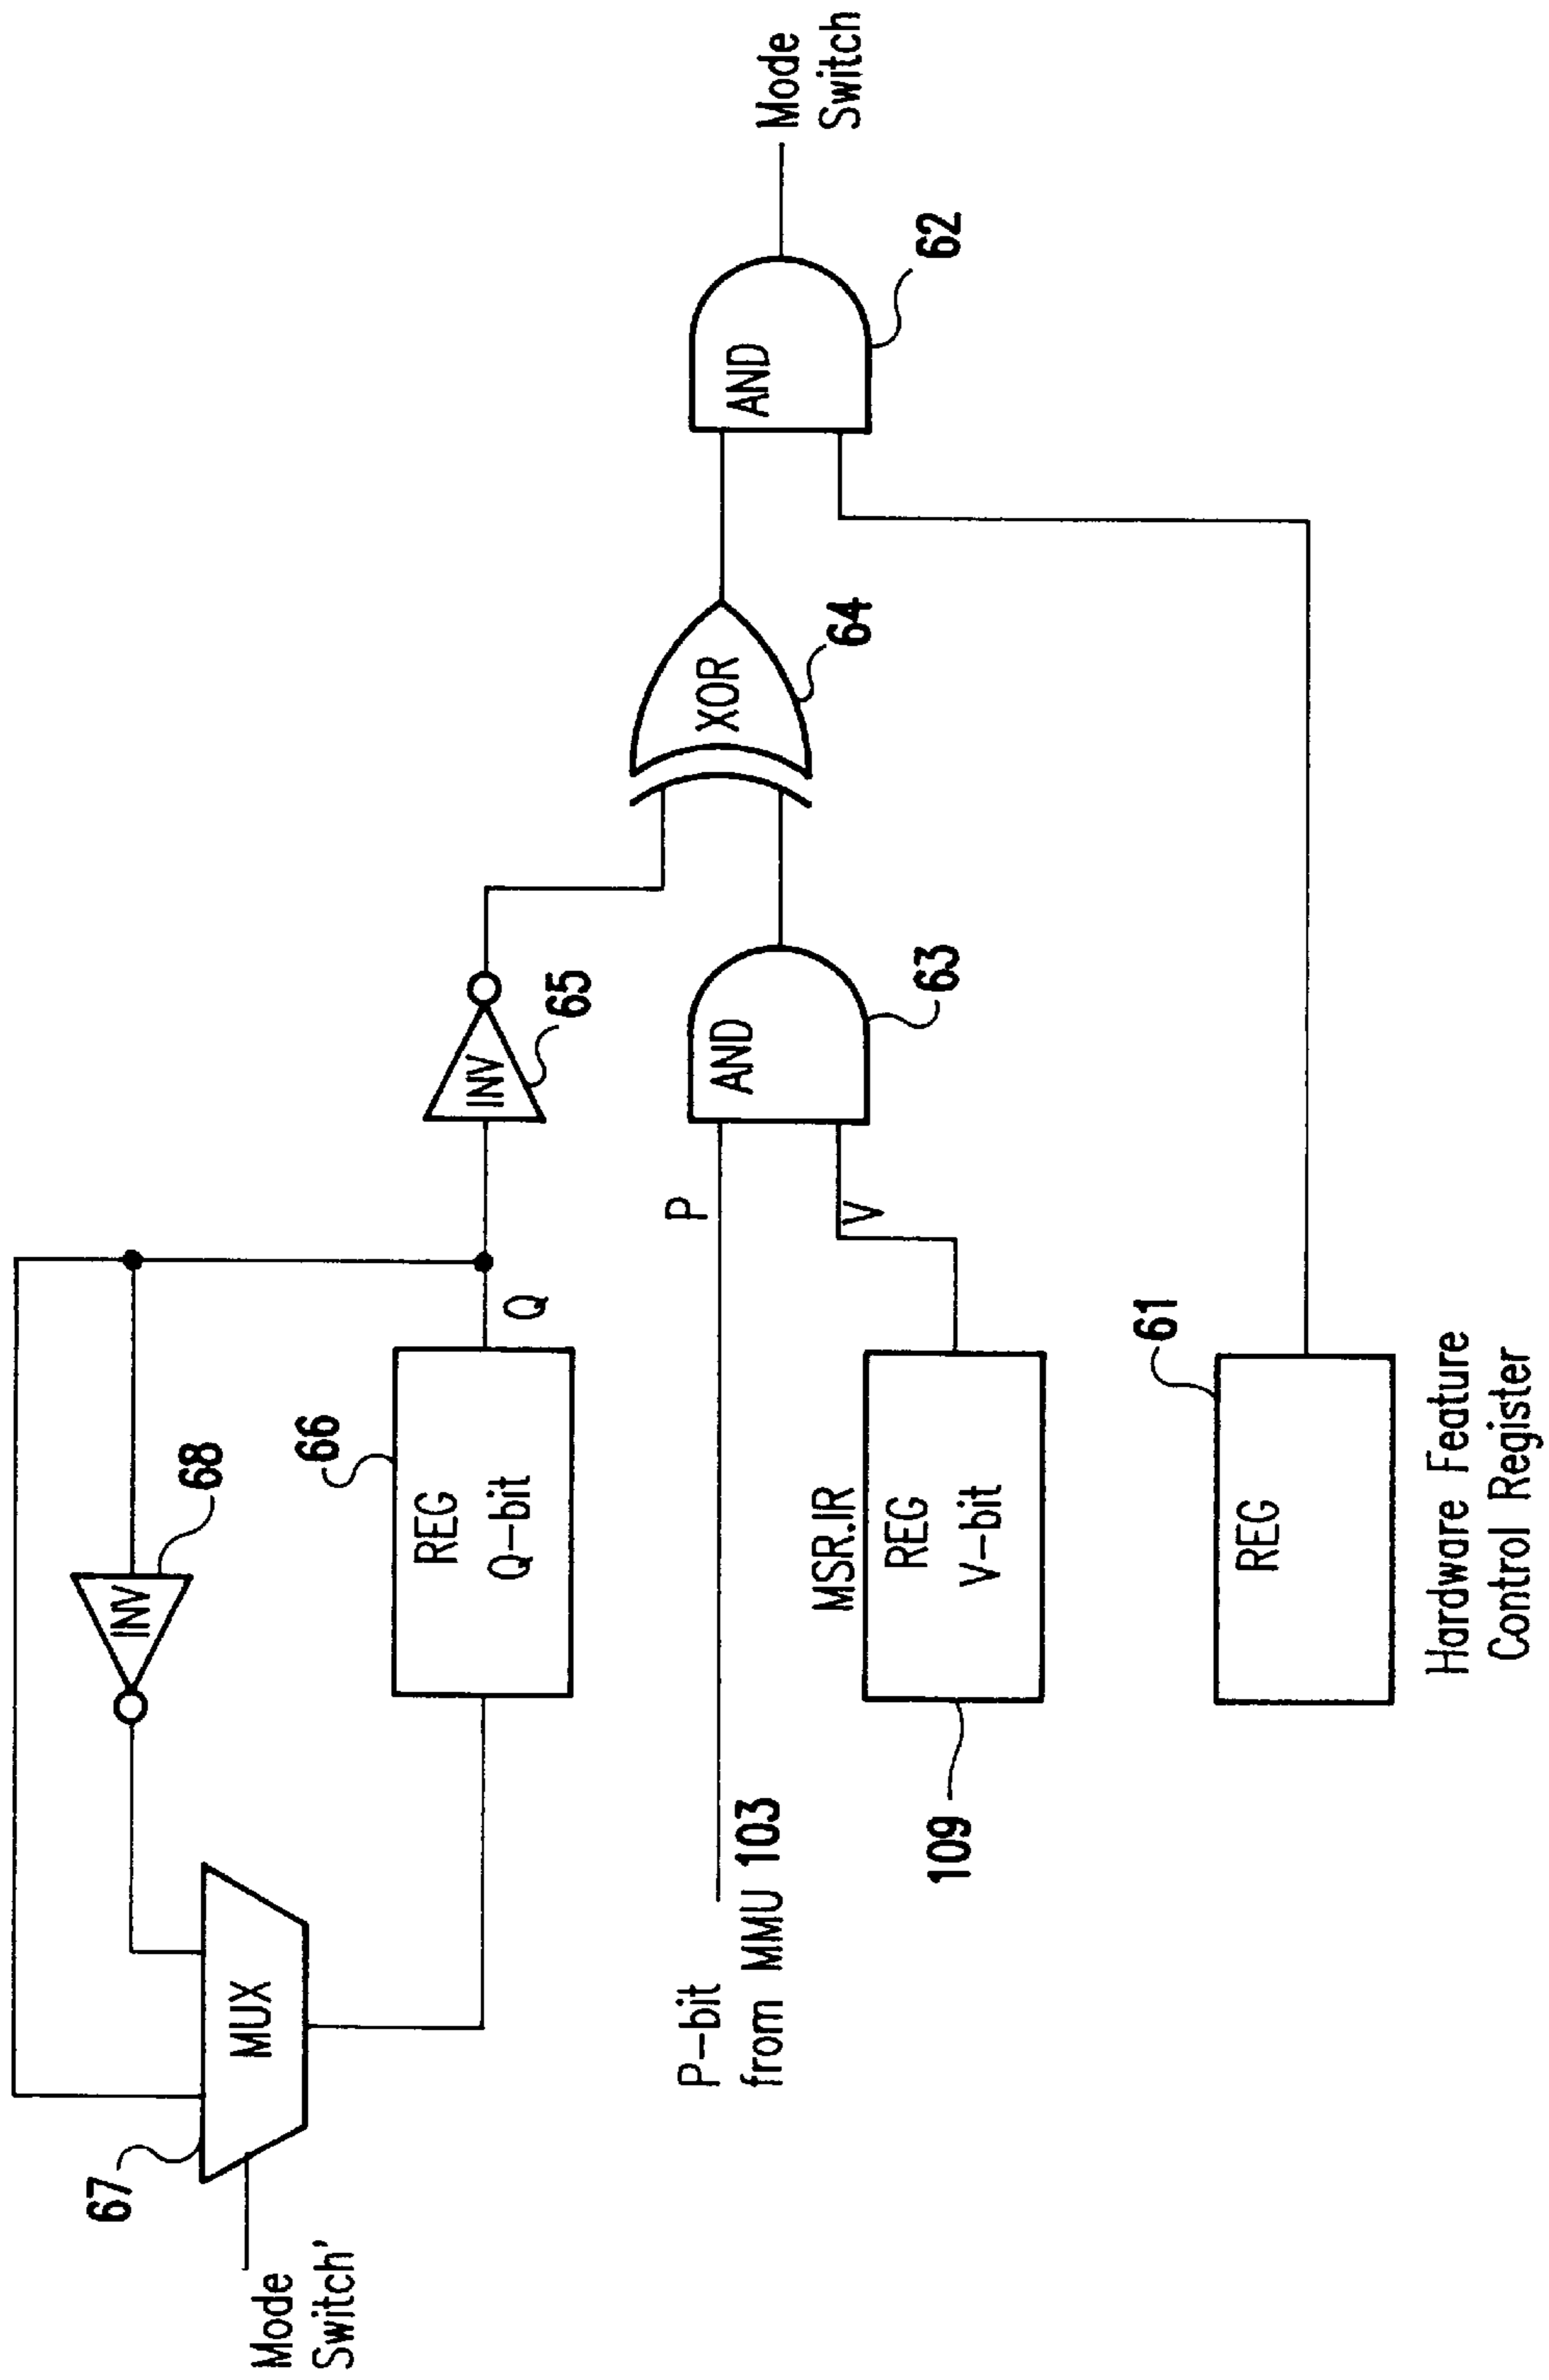 Mode
Switch'
67
MUX
INV
68
66
REG
Q-bit
Q
INV
65
P-bit
from MMU 103
P
MSR.IR
REG
V-bit
109
V
AND
63
XOR
64
AND
62
Mode
Switch
61
REG
Hardware Feature
Control Register